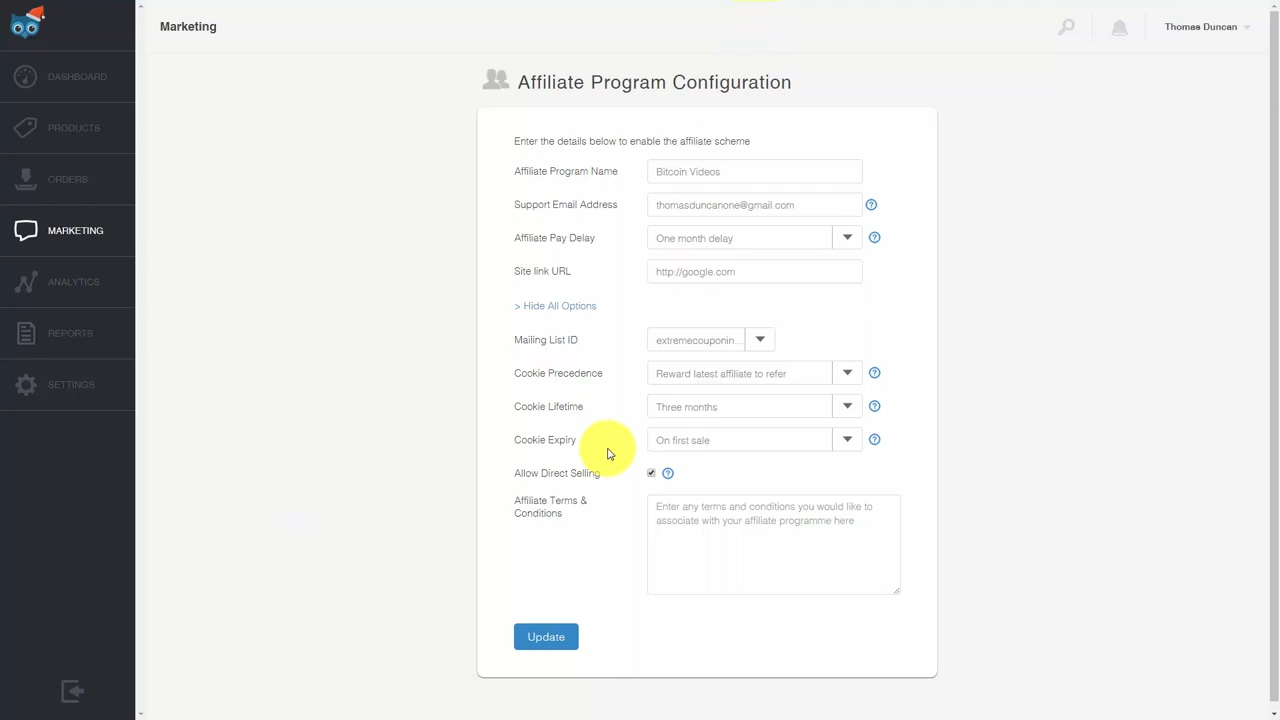 Marketing
Thomas Duncan
DASHBOARD
PRODUCTS
ORDERS
MARKETING
ANALYTICS
REPORTS
SETTINGS
Affiliate Program Configuration
Enter the details below to enable the affiliate scheme
Affiliate Program Name Bitcoin Videos
Support Email Address thomasduncanone@gmail.com
Affiliate Pay Delay One month delay
Site link URL http://google.com
> Hide All Options
Mailing List ID extremecouponin...
Cookie Precedence Reward latest affiliate to refer
Cookie Lifetime Three months
Cookie Expiry On first sale
Allow Direct Selling
Affiliate Terms &
Conditions
Enter any terms and conditions you would like to
associate with your affiliate programme here
Update